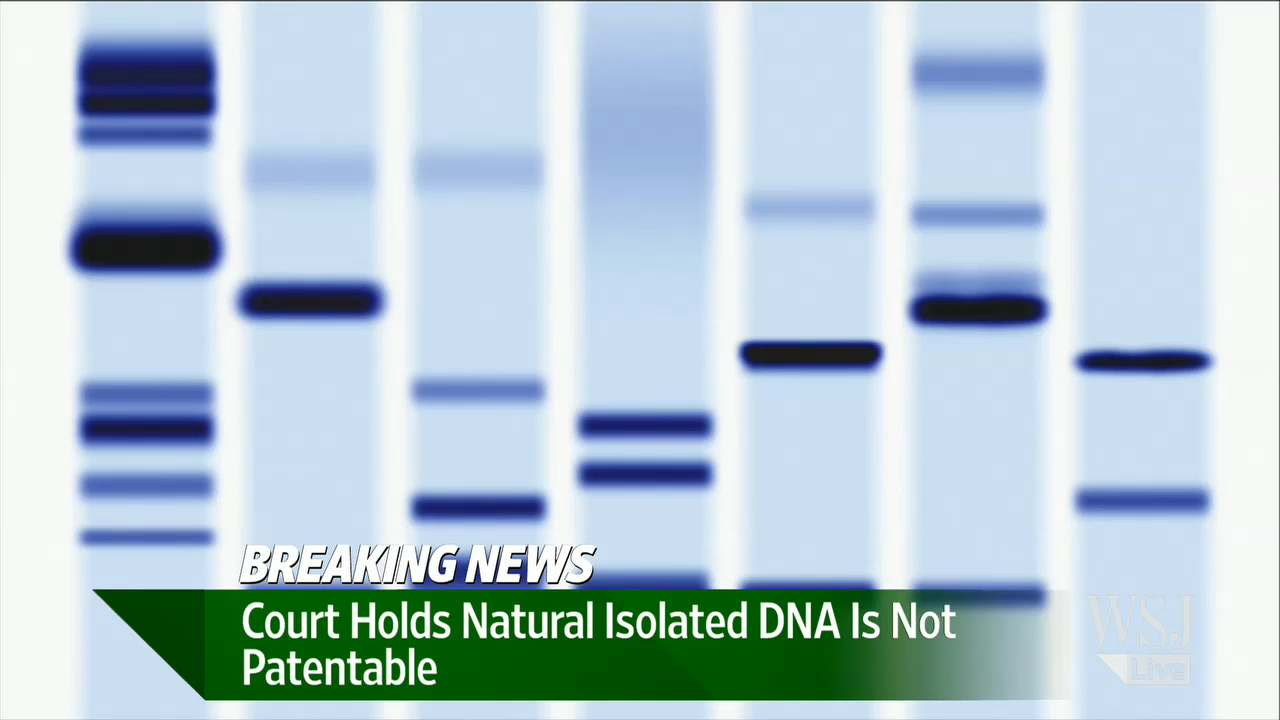 BREAKING NEWS
Court Holds Natural Isolated DNA Is Not
Patentable
WSJ
Live